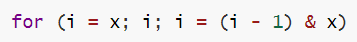 for (i = x; i; i = (i - 1) & x)